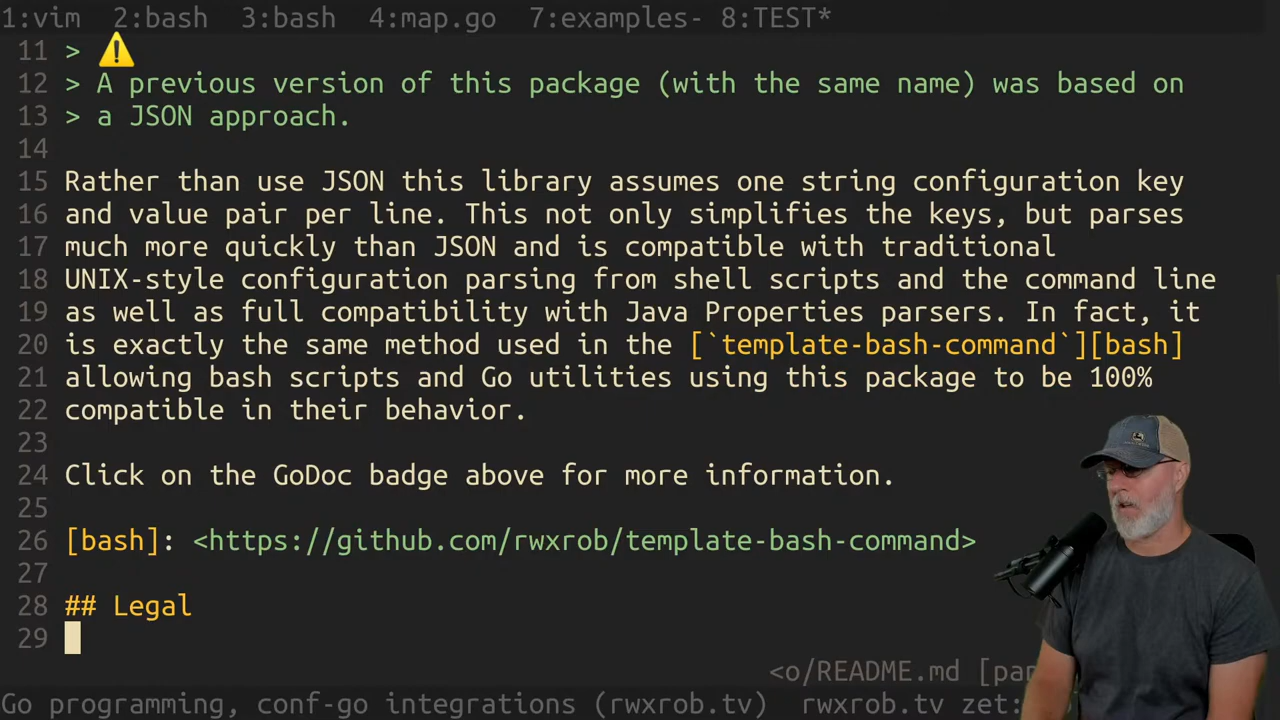 1:vim 2:bash 3:bash 4:map.go 7:examples- 8:TEST*
11 > ⚠️
12 > A previous version of this package (with the same name) was based on
13 > a JSON approach.
14
15 Rather than use JSON this library assumes one string configuration key
16 and value pair per line. This not only simplifies the keys, but parses
17 much more quickly than JSON and is compatible with traditional
18 UNIX-style configuration parsing from shell scripts and the command line
19 as well as full compatibility with Java Properties parsers. In fact, it
20 is exactly the same method used in the [`template-bash-command`][bash]
21 allowing bash scripts and Go utilities using this package to be 100%
22 compatible in their behavior.
23
24 Click on the GoDoc badge above for more information.
25
26 [bash]: <https://github.com/rwxrob/template-bash-command>
27
28 ## Legal
29
<o/README.md [pan
Go programming, conf-go integrations (rwxrob.tv) rwxrob.tv zet: